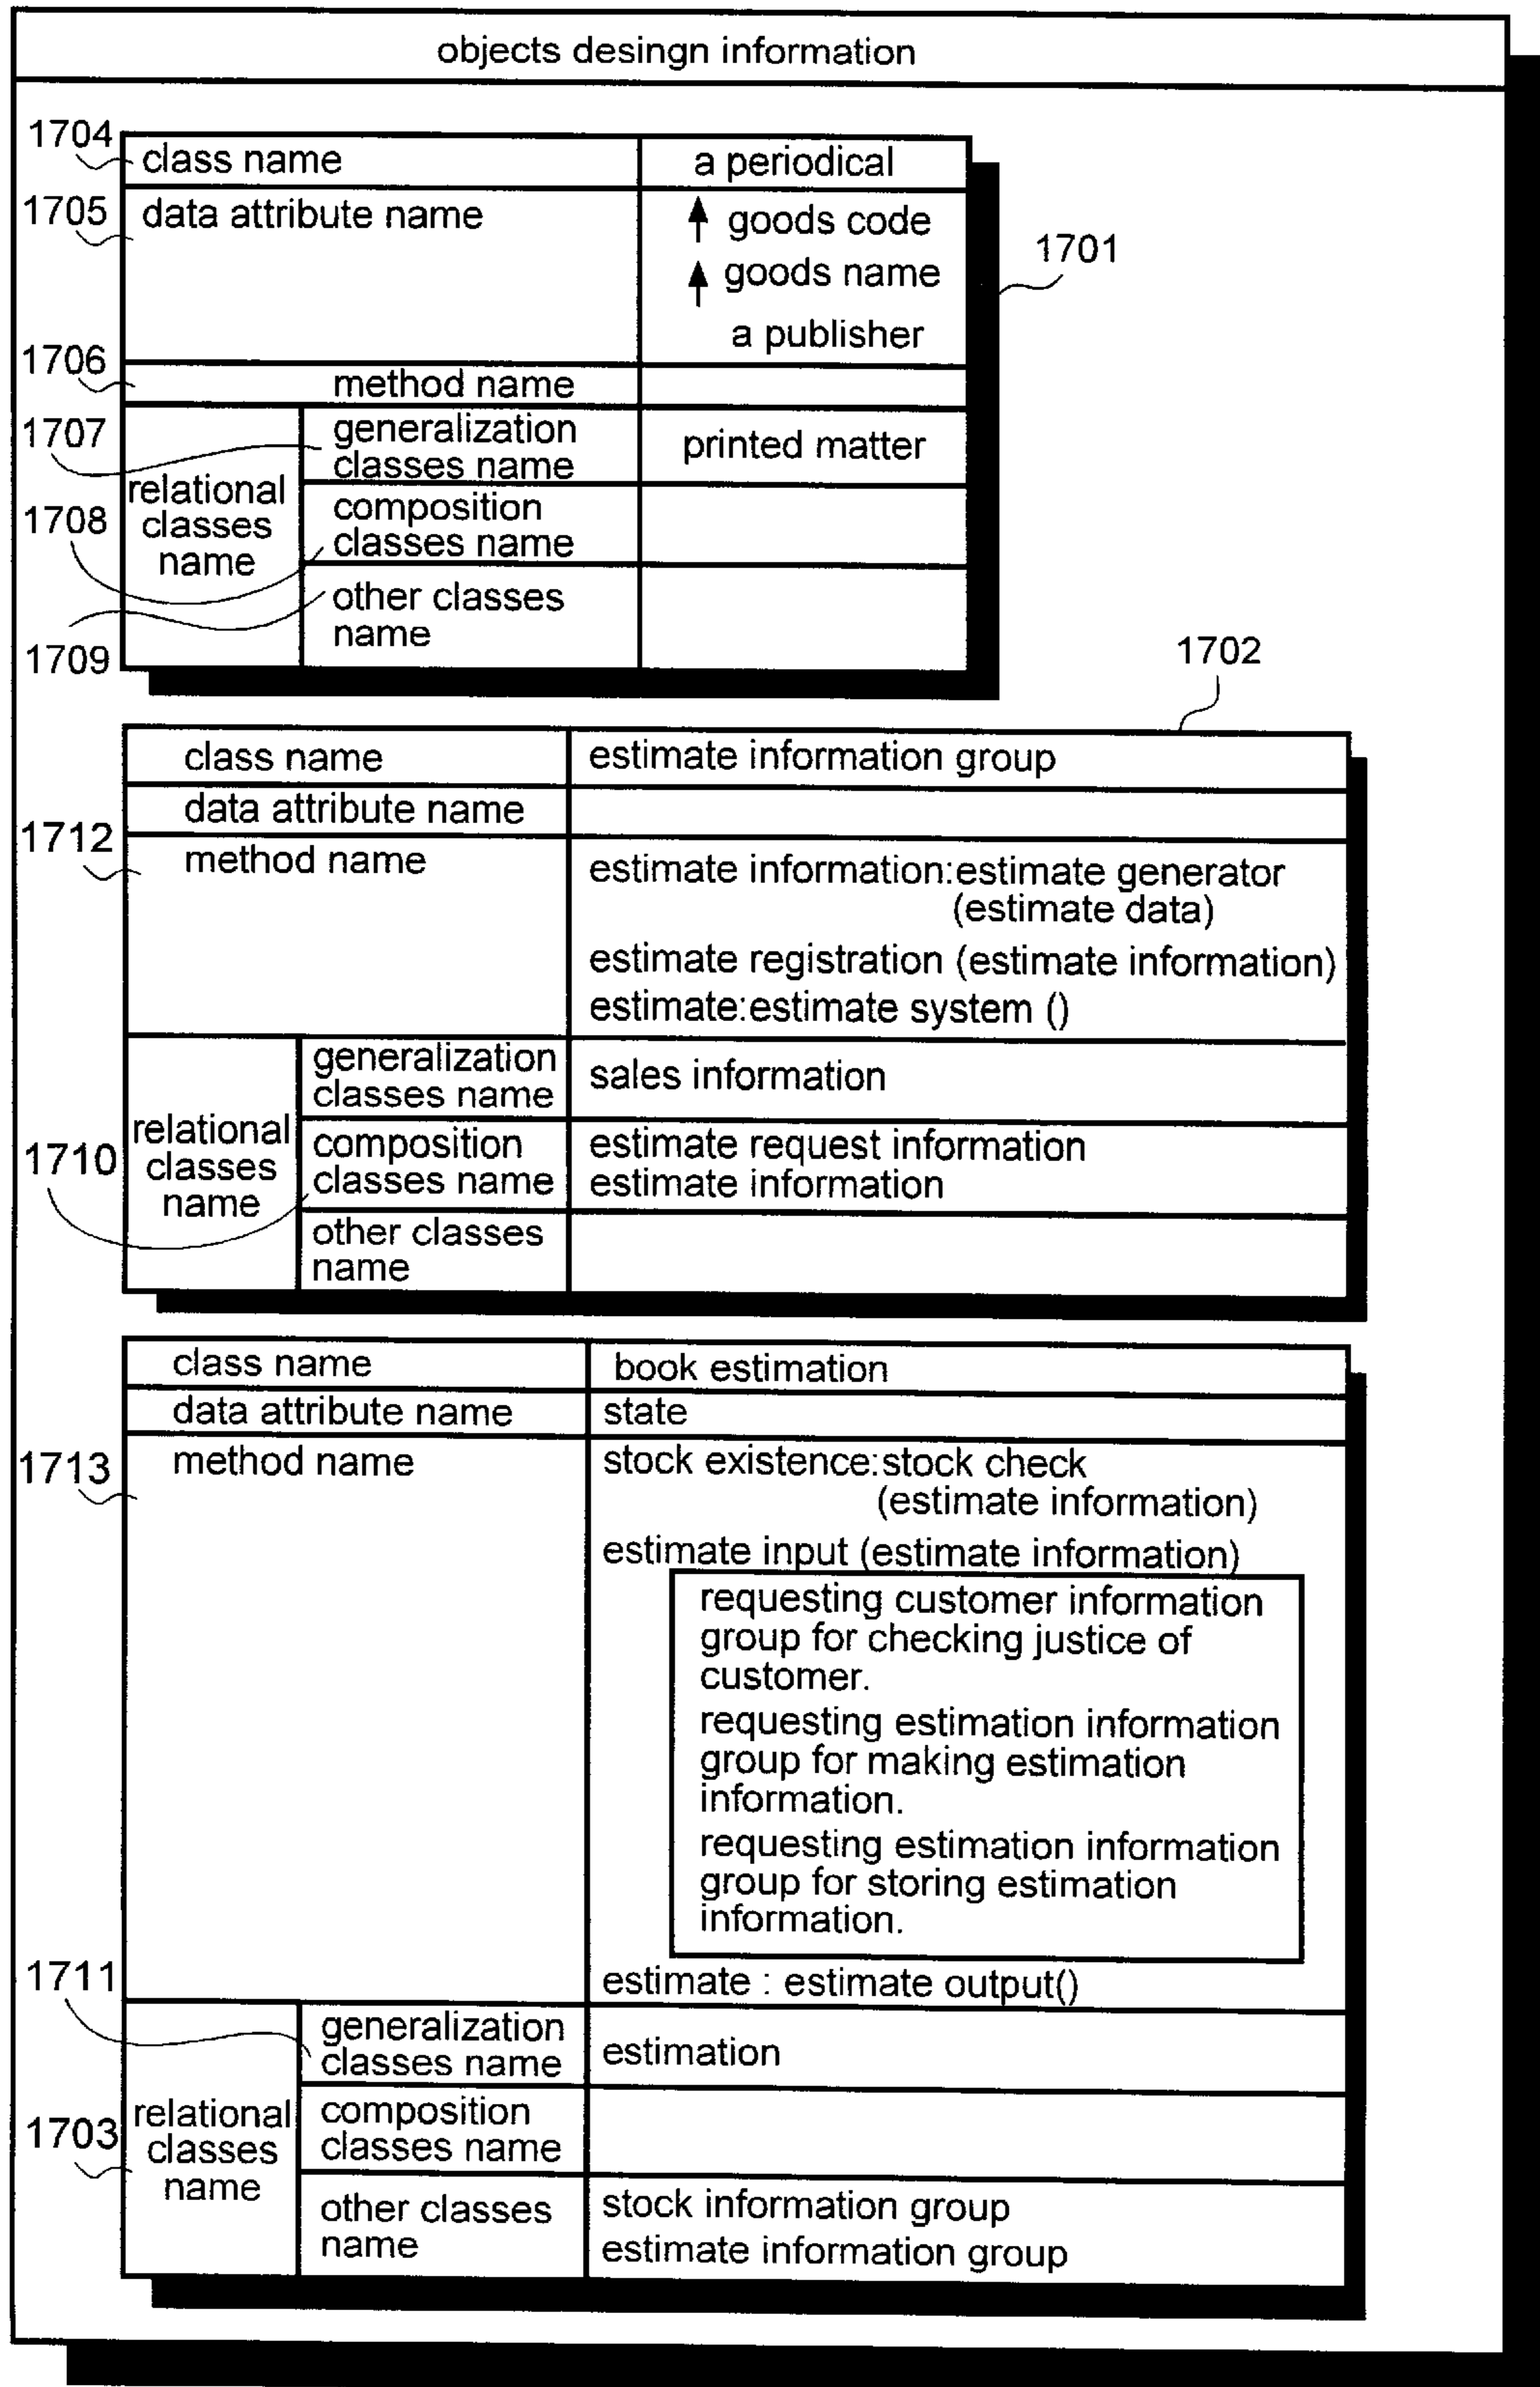 objects desingn information
1704
class name
a periodical
1705
data attribute name
goods code
goods name
a publisher
1701
1706
method name
1707
generalization
classes name
printed matter
relational
classes
name
1708
composition
classes name
1709
other classes
name
1702
class name
estimate information group
data attribute name
1712
method name
estimate information:estimate generator
(estimate data)
estimate registration (estimate information)
estimate:estimate system ()
generalization
classes name
sales information
relational
classes
name
1710
composition
classes name
estimate request information
estimate information
other classes
name
class name
book estimation
data attribute name
state
1713
method name
stock existence:stock check
(estimate information)
estimate input (estimate information)
requesting customer information
group for checking justice of
customer.
requesting estimation information
group for making estimation
information.
requesting estimation information
group for storing estimation
information.
estimate : estimate output()
1711
generalization
classes name
estimation
1703
relational
classes
name
composition
classes name
other classes
name
stock information group
estimate information group